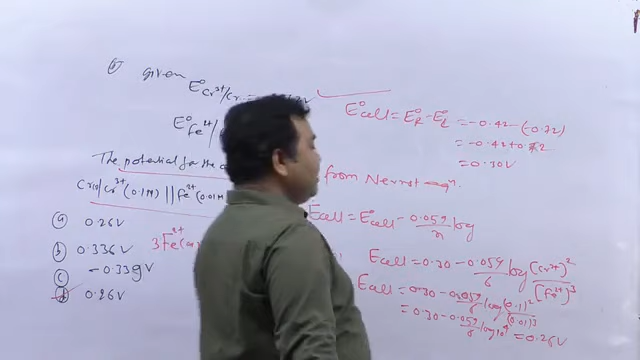 given E°Cr³⁺/Cr =
E°Fe²⁺/
The potential for the
Cr(s)/Cr³⁺(0.1M) || Fe²⁺(0.01M
ⓐ 0.26V
ⓑ 0.336V
ⓒ -0.339V
ⓓ 0.26V
3Fe²⁺(a
E°cell = E°R - E°L = -0.42-(-0.72)
= -0.42+0.72
= 0.30V
from Nernst eqⁿ.
Ecell = E°cell - 0.059/n log
Ecell = 0.30 - 0.059/6 log [Cr³⁺]²/[Fe²⁺]³
Ecell = 0.30 - 0.059/6 log (0.1)²/(0.01)³
= 0.30 - 0.059/6 log 10⁴ = 0.26V